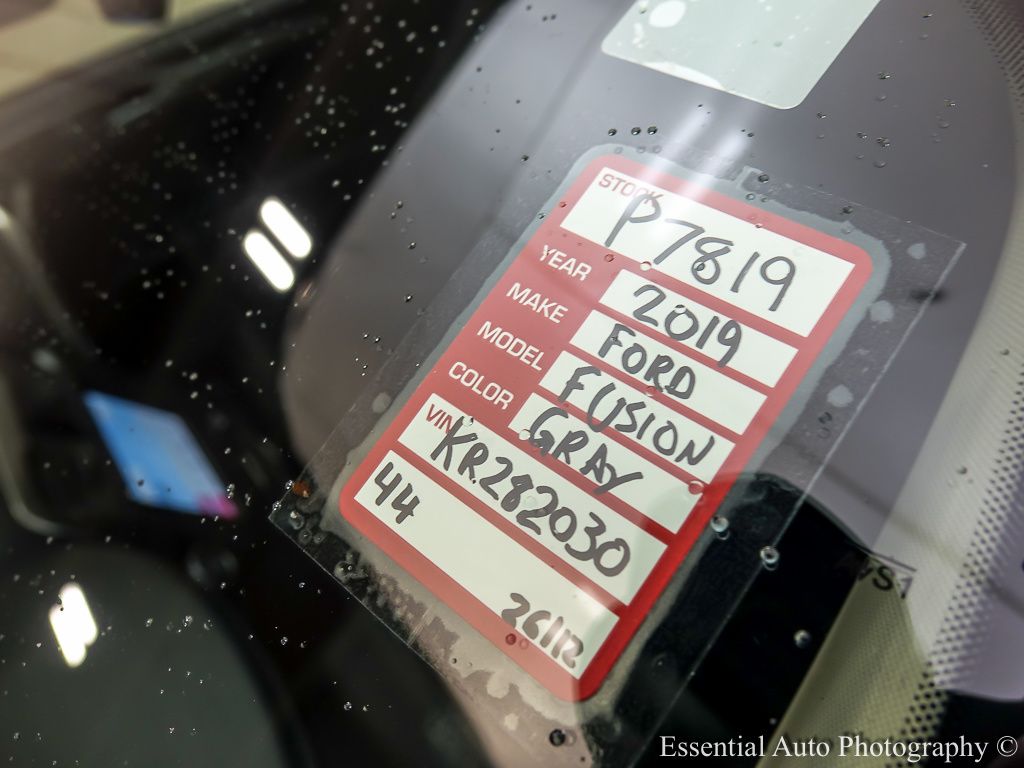 STOCK P7819
YEAR 2019
MAKE FORD
MODEL FUSION
COLOR GRAY
VIN KR282030
44
Essential Auto Photography ©